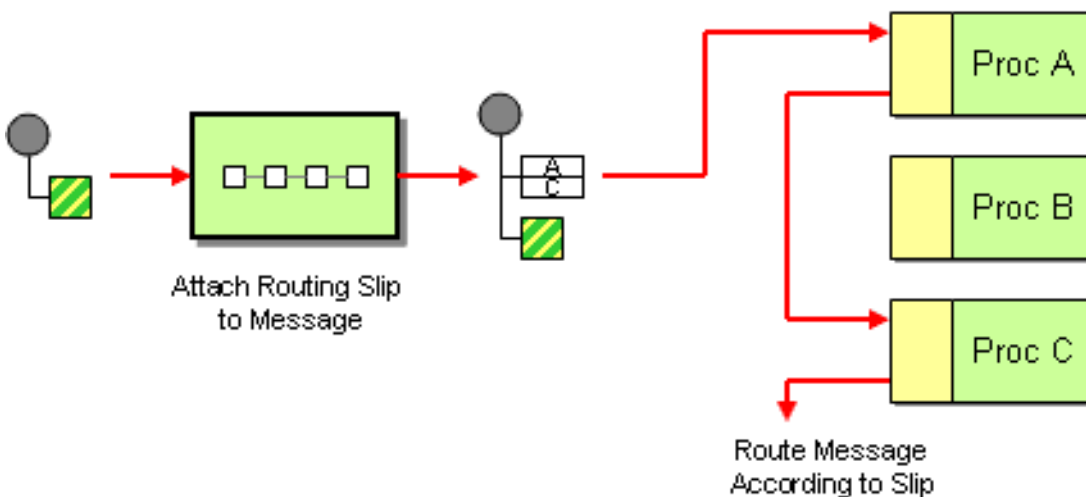 Attach Routing Slip
to Message
A
C
Proc A
Proc B
Proc C
Route Message
According to Slip